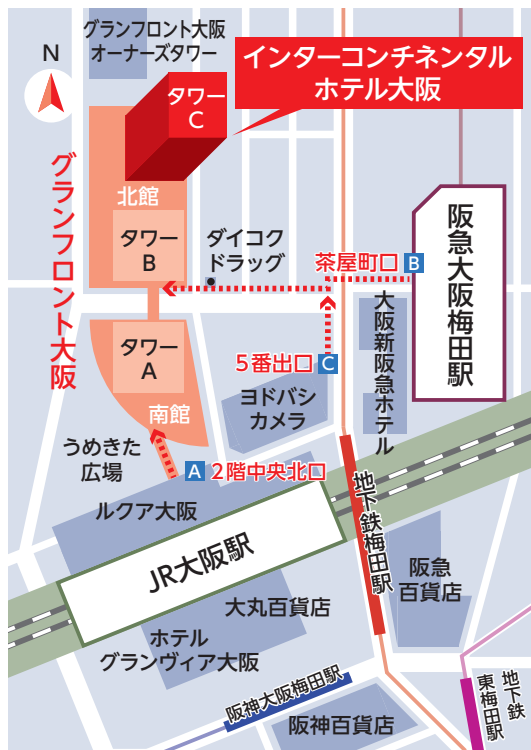 グランフロント大阪
オーナーズタワー
N
インターコンチネンタル
ホテル大阪
タワー
C
北館
グランフロント大阪
タワー
B
ダイコク
ドラッグ
茶屋町口 B
阪急大阪梅田駅
タワー
A
南館
5番出口 C
大阪新阪急ホテル
ヨドバシ
カメラ
うめきた
広場
A 2階中央北口
ルクア大阪
地下鉄梅田駅
JR大阪駅
阪急
百貨店
大丸百貨店
ホテル
グランヴィア大阪
阪神大阪梅田駅
阪神百貨店
地下鉄
東梅田駅